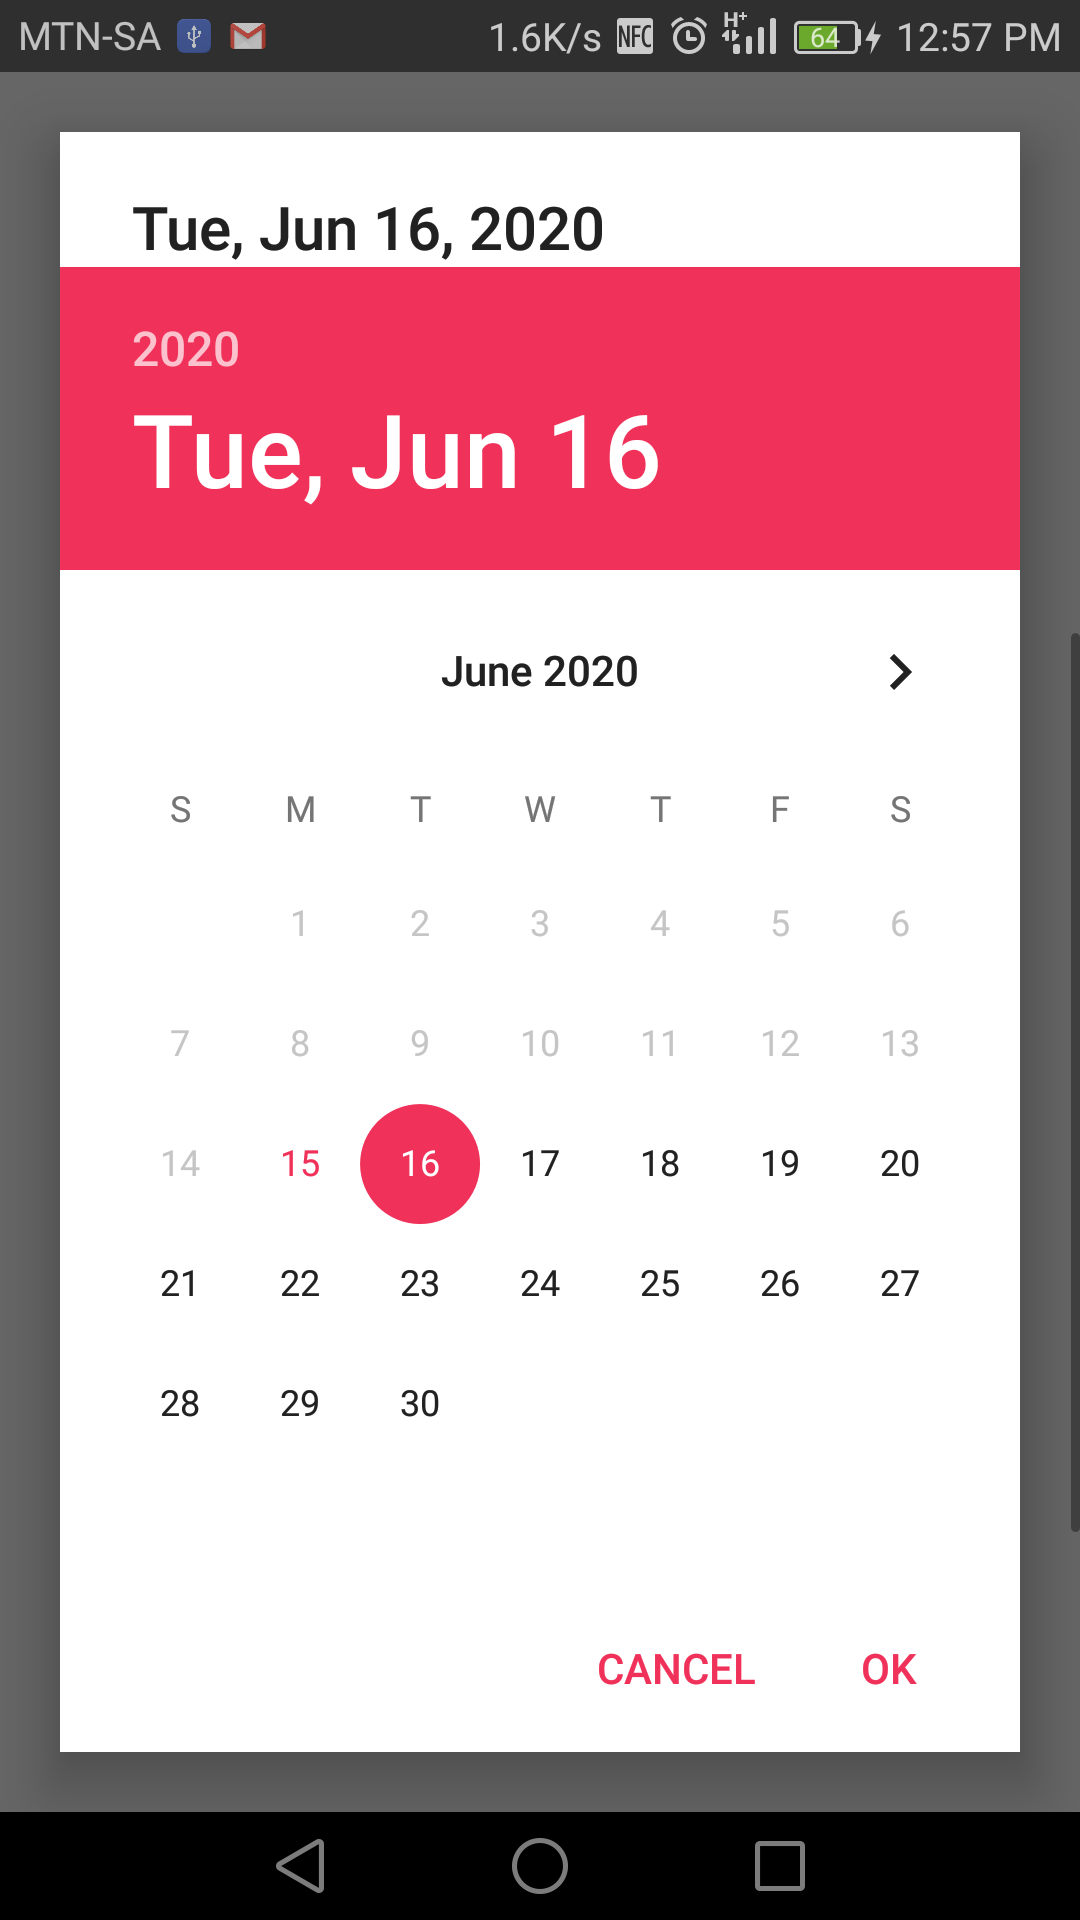 MTN-SA 1.6K/s NFC H+ 64 12:57 PM
Tue, Jun 16, 2020
2020
Tue, Jun 16
June 2020
S M T W T F S
1 2 3 4 5 6
7 8 9 10 11 12 13
14 15 16 17 18 19 20
21 22 23 24 25 26 27
28 29 30
CANCEL OK